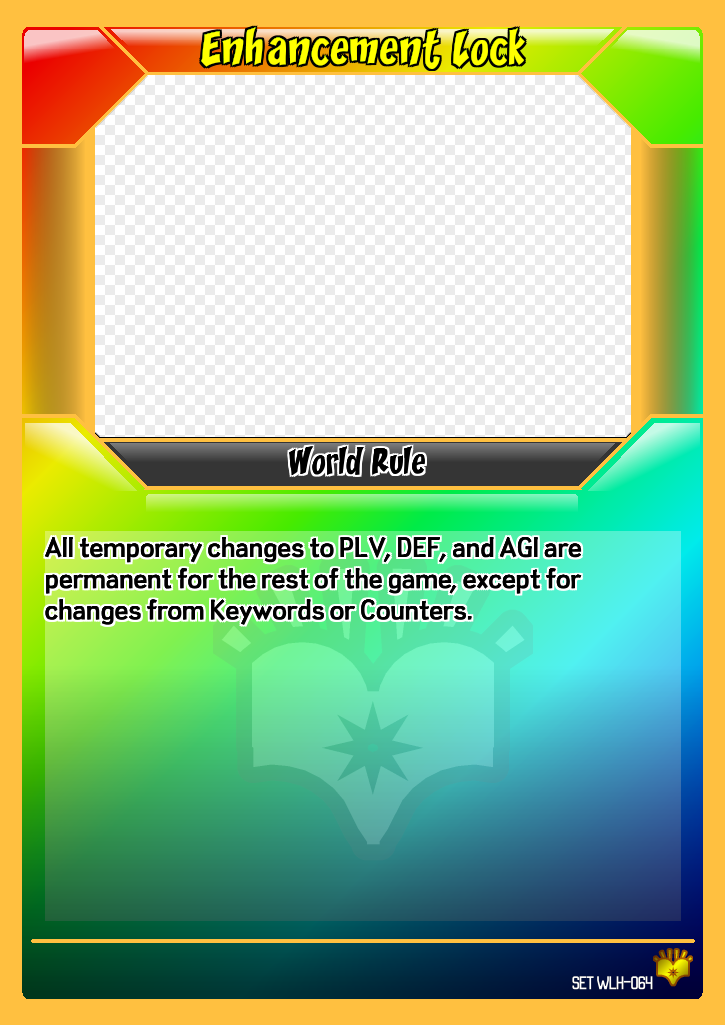 Enhancement Lock
World Rule
All temporary changes to PLV, DEF, and AGI are
permanent for the rest of the game, except for
changes from Keywords or Counters.
SET WLH-064